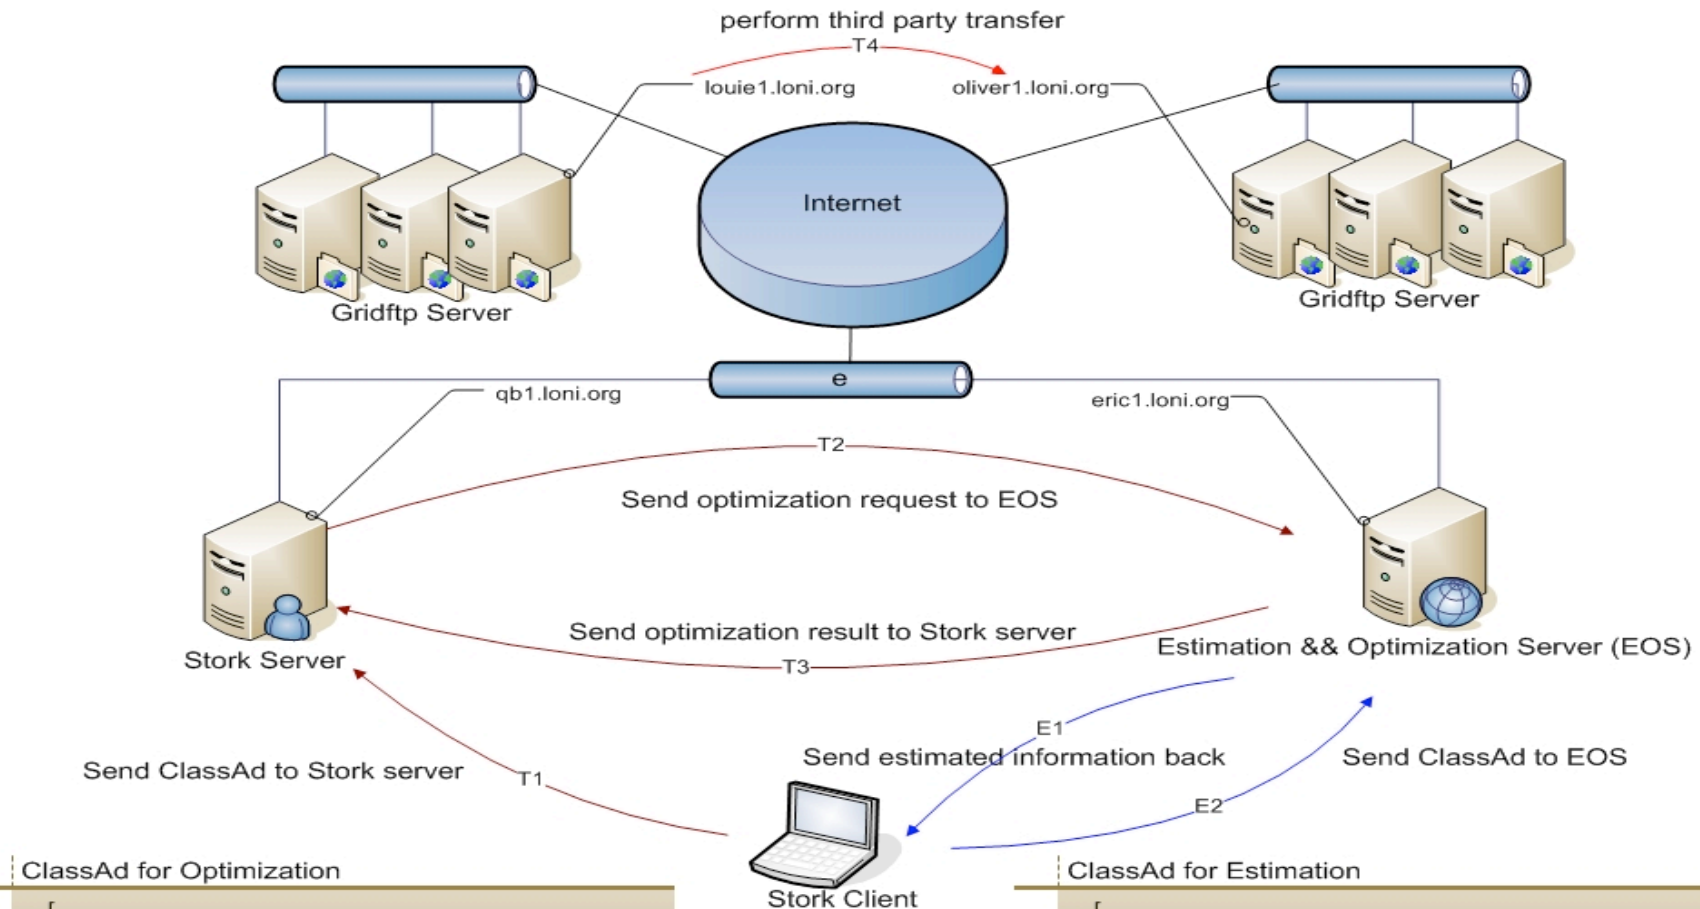 perform third party transfer
T4
louie1.loni.org
oliver1.loni.org
Internet
Gridftp Server
Gridftp Server
e
qb1.loni.org
eric1.loni.org
T2
Send optimization request to EOS
Send optimization result to Stork server
T3
Stork Server
Estimation && Optimization Server (EOS)
E1
Send estimated information back
Send ClassAd to EOS
Send ClassAd to Stork server
T1
E2
ClassAd for Optimization
ClassAd for Estimation
Stork Client
[
[